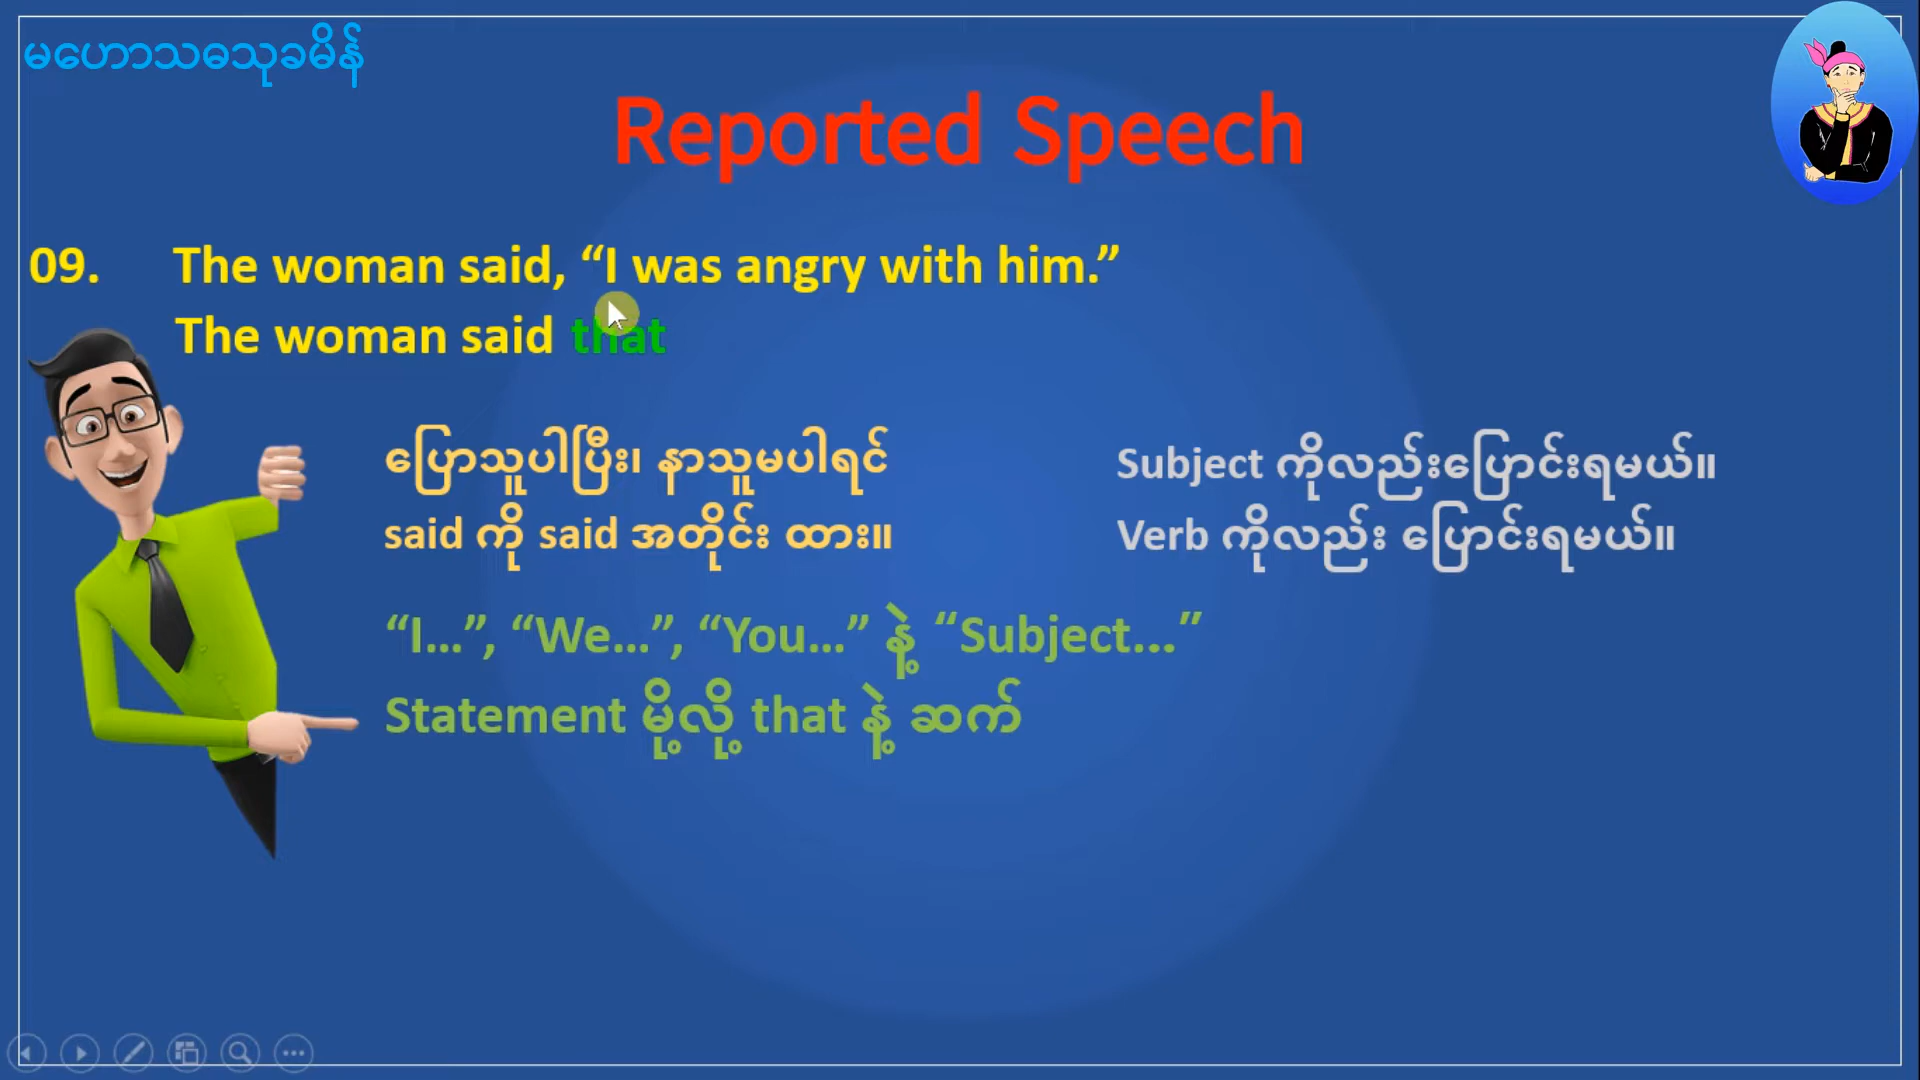 မဟောသဓသုခမိန်
Reported Speech
09. The woman said, “I was angry with him.”
The woman said that
ပြောသူပါပြီး၊ နာသူမပါရင်
said ကို said အတိုင်း ထား။
Subject ကိုလည်းပြောင်းရမယ်။
Verb ကိုလည်း ပြောင်းရမယ်။
“I...”, “We...”, “You...” နဲ့ “Subject...”
Statement မို့လို့ that နဲ့ ဆက်